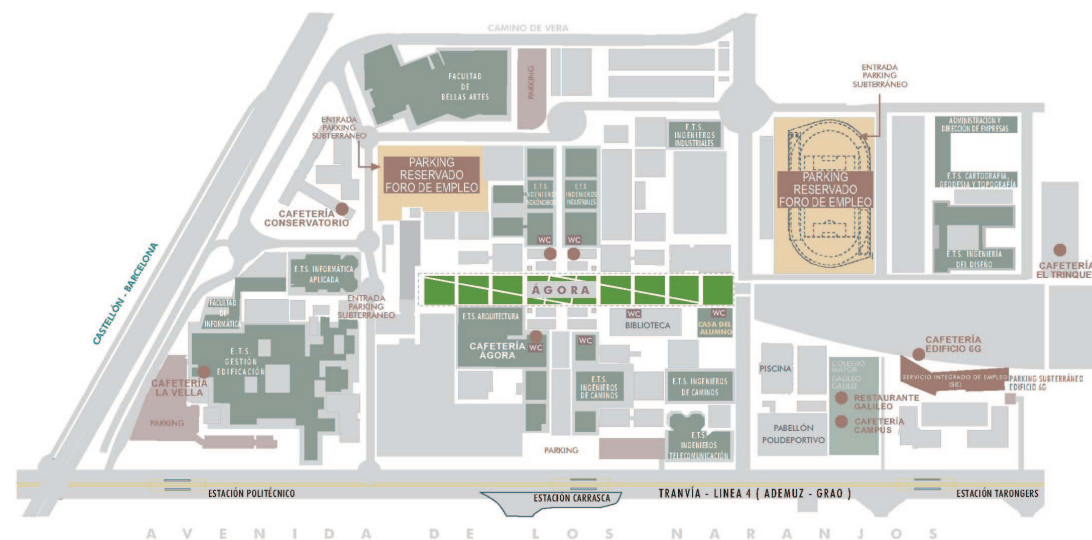 CAMINO DE VERA
FACULTAD
DE
BELLAS ARTES
PARKING
ENTRADA
PARKING
SUBTERRÁNEO
ENTRADA
PARKING
SUBTERRÁNEO
E.T.S.
INGENIEROS
INDUSTRIALES
ADMINISTRACIÓN Y
DIRECCIÓN DE EMPRESAS
PARKING
RESERVADO
FORO DE EMPLEO
PARKING
RESERVADO
FORO DE EMPLEO
E.T.S.
INGENIEROS
AGRÓNOMOS
E.T.S.
INGENIEROS
INDUSTRIALES
E.T.S. CARTOGRAFÍA,
GEODESIA Y TOPOGRAFÍA
CAFETERÍA
CONSERVATORIO
WC
WC
E.T.S. INGENIERÍA
DEL DISEÑO
CAFETERÍA
EL TRINQUET
CASTELLÓN - BARCELONA
E.T.S. INFORMÁTICA
APLICADA
ÁGORA
ENTRADA
PARKING
SUBTERRÁNEO
FACULTAD
DE
INFORMÁTICA
E.T.S. ARQUITECTURA
WC
WC
BIBLIOTECA
CASA DEL
ALUMNO
CAFETERÍA
ÁGORA
WC
WC
CAFETERÍA
EDIFICIO 6G
E.T.S.
GESTIÓN
EDIFICACIÓN
CAFETERÍA
LA VELLA
E.T.S.
INGENIEROS
DE CAMINOS
E.T.S. INGENIEROS
DE CAMINOS
PISCINA
COLEGIO
MAYOR
GALILEO
GALILEI
SERVICIO INTEGRADO DE EMPLEO
(SIE)
PARKING SUBTERRÁNEO
EDIFICIO 6G
RESTAURANTE
GALILEO
CAFETERÍA
CAMPUS
PARKING
PABELLÓN
POLIDEPORTIVO
E.T.S.
INGENIEROS
TELECOMUNICACIÓN
PARKING
ESTACIÓN POLITÉCNICO
ESTACIÓN CARRASCA
TRANVÍA - LINEA 4 ( ADEMUZ - GRAO )
ESTACIÓN TARONGERS
AVENIDA DE LOS NARANJOS